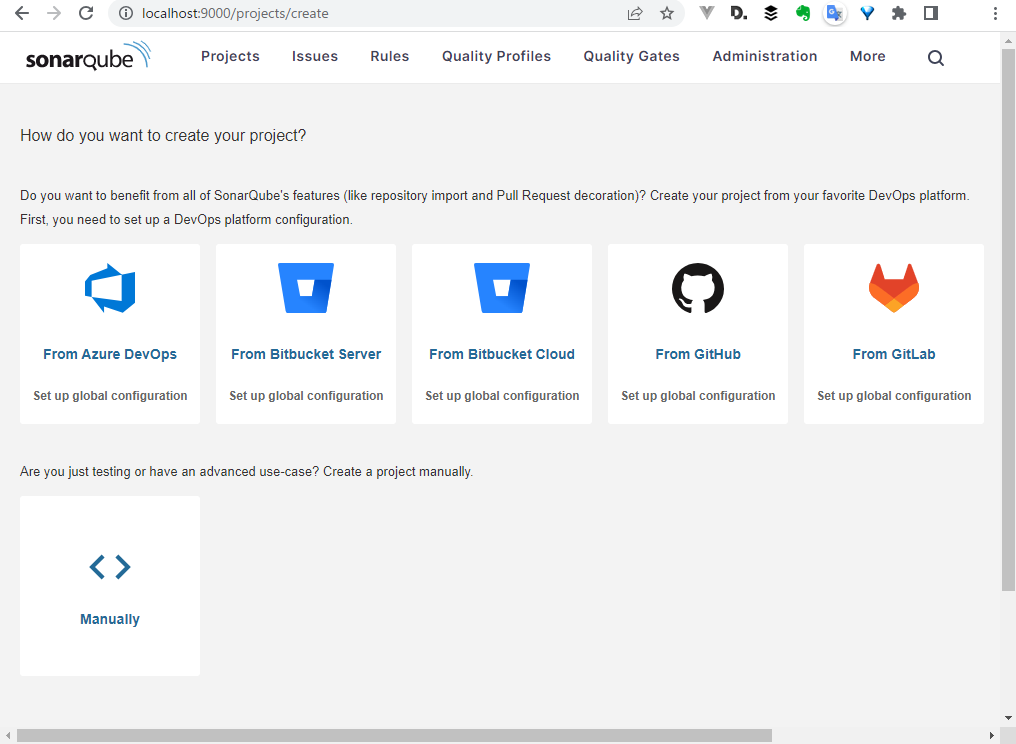 localhost:9000/projects/create
sonarqube Projects Issues Rules Quality Profiles Quality Gates Administration More
How do you want to create your project?
Do you want to benefit from all of SonarQube's features (like repository import and Pull Request decoration)? Create your project from your favorite DevOps platform.
First, you need to set up a DevOps platform configuration.
From Azure DevOps From Bitbucket Server From Bitbucket Cloud From GitHub From GitLab
Set up global configuration Set up global configuration Set up global configuration Set up global configuration Set up global configuration
Are you just testing or have an advanced use-case? Create a project manually.
Manually